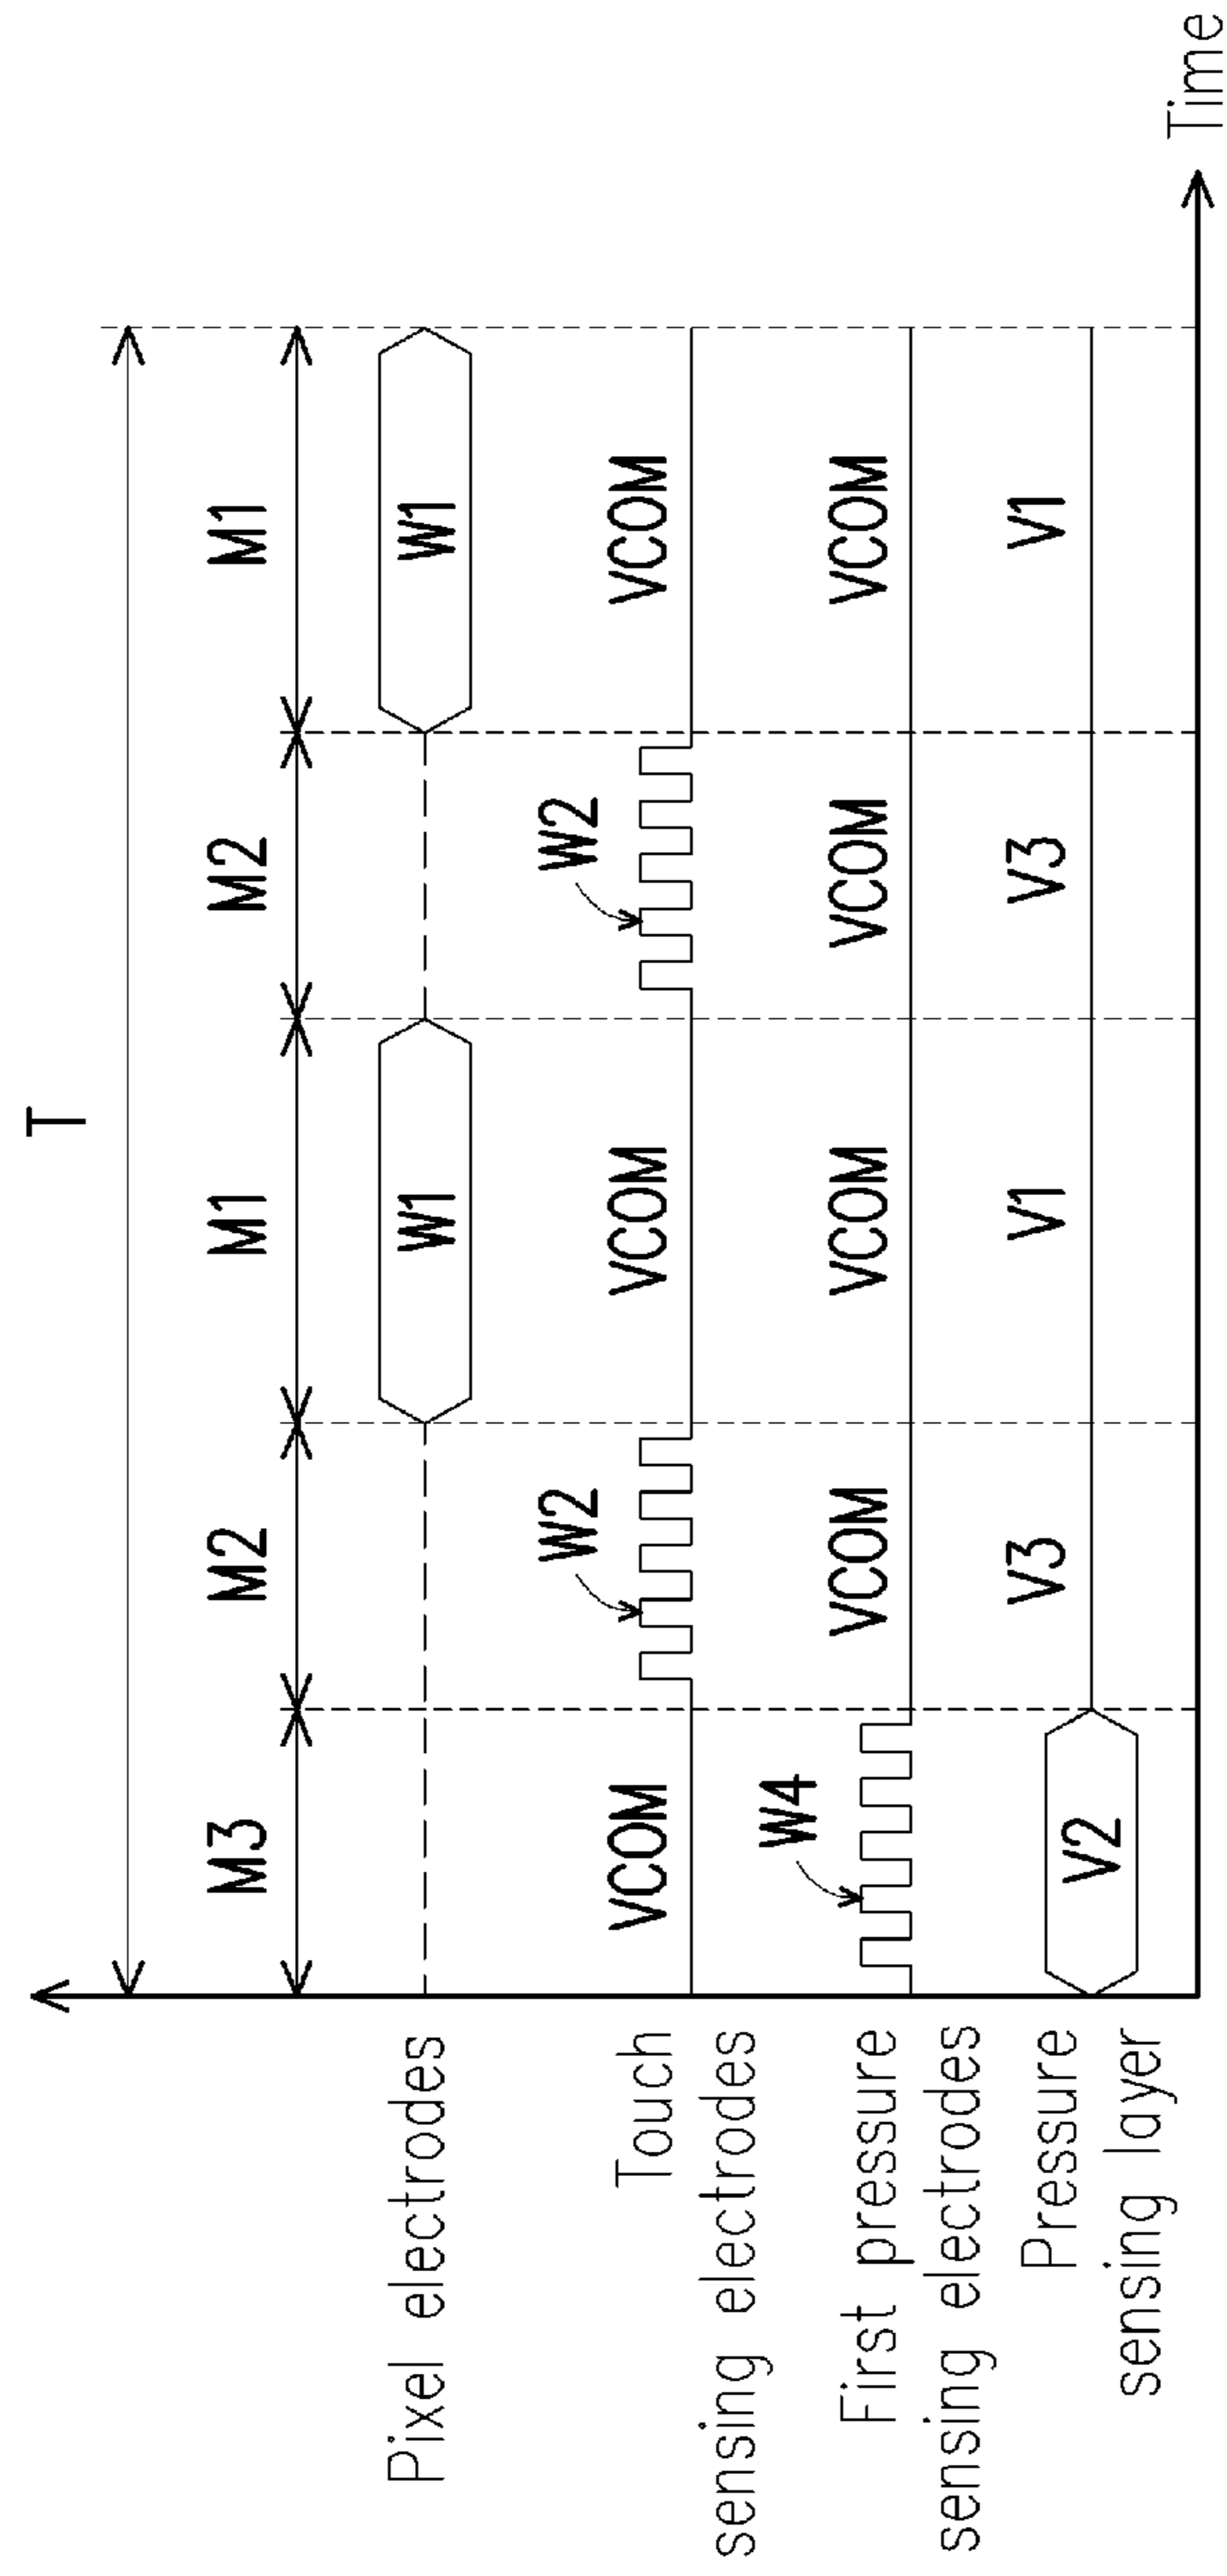 T
M3 M2 M1 M2 M1
Pixel electrodes W1 W1
Touch
sensing electrodes
VCOM W2 VCOM W2 VCOM
First pressure
sensing electrodes
W4 VCOM VCOM VCOM VCOM
Pressure
sensing layer
V2 V3 V1 V3 V1
Time